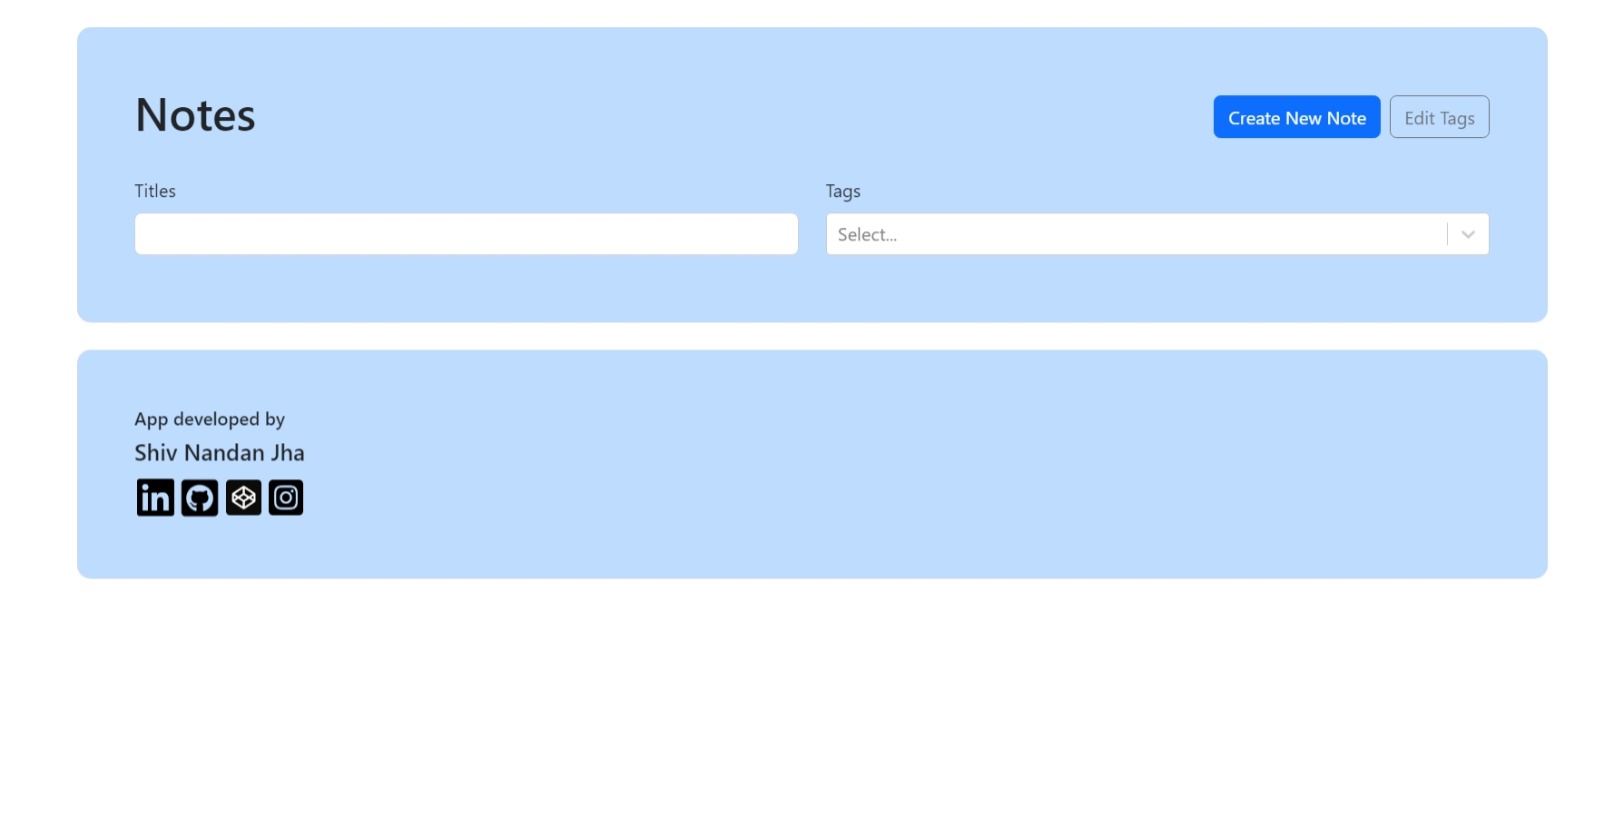 Notes
Create New Note
Edit Tags
Titles
Tags
Select...
App developed by
Shiv Nandan Jha
in